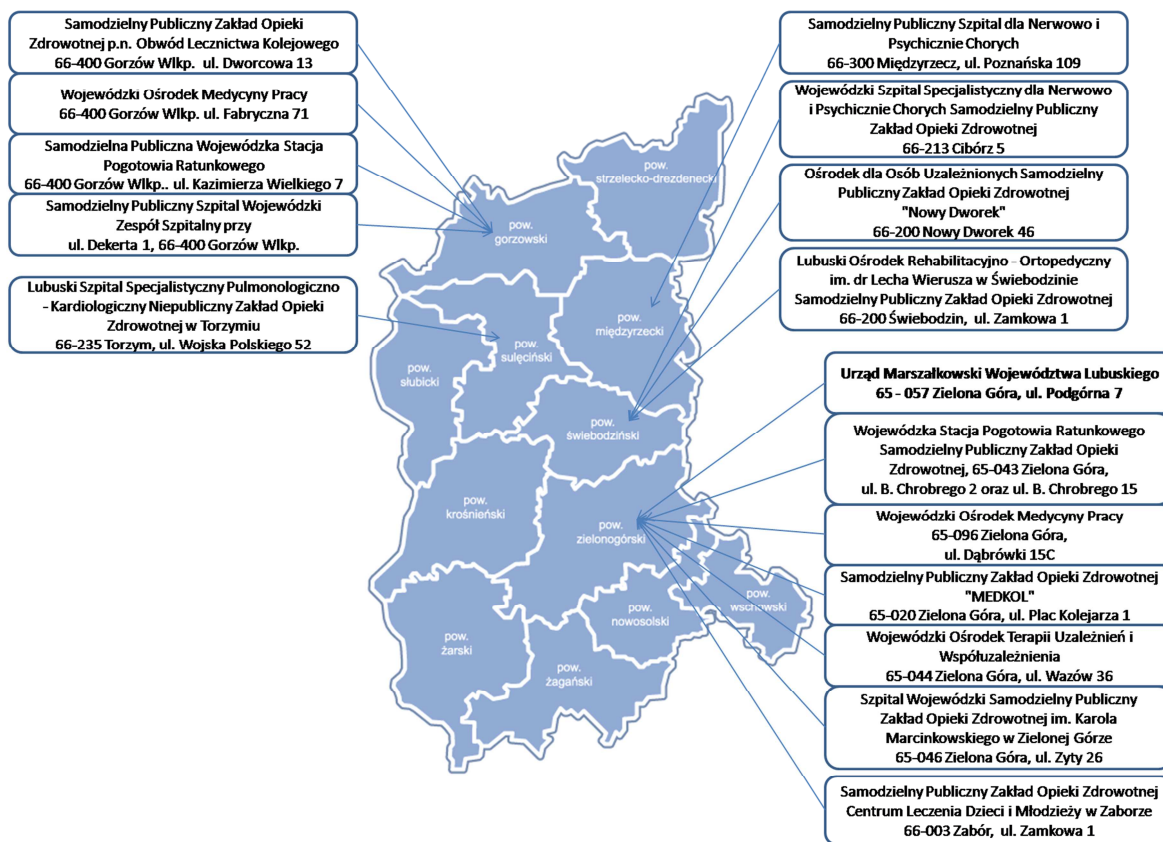 Samodzielny Publiczny Zakład Opieki
Zdrowotnej p.n. Obwód Lecznictwa Kolejowego
66-400 Gorzów Wlkp. ul. Dworcowa 13
Wojewódzki Ośrodek Medycyny Pracy
66-400 Gorzów Wlkp. ul. Fabryczna 71
Samodzielna Publiczna Wojewódzka Stacja
Pogotowia Ratunkowego
66-400 Gorzów Wlkp.. ul. Kazimierza Wielkiego 7
Samodzielny Publiczny Szpital Wojewódzki
Zespół Szpitalny przy
ul. Dekerta 1, 66-400 Gorzów Wlkp.
Lubuski Szpital Specjalistyczny Pulmonologiczno
- Kardiologiczny Niepubliczny Zakład Opieki
Zdrowotnej w Torzymiu
66-235 Torzym, ul. Wojska Polskiego 52
pow.
strzelecko-drezdenecki
pow.
gorzowski
pow.
międzyrzecki
pow.
sulęciński
pow.
słubicki
pow.
świebodziński
pow.
krośnieński
pow.
zielonogórski
pow.
wschowski
pow.
nowosolski
pow.
żarski
pow.
żagański
Samodzielny Publiczny Szpital dla Nerwowo i
Psychicznie Chorych
66-300 Międzyrzecz, ul. Poznańska 109
Wojewódzki Szpital Specjalistyczny dla Nerwowo
i Psychicznie Chorych Samodzielny Publiczny
Zakład Opieki Zdrowotnej
66-213 Cibórz 5
Ośrodek dla Osób Uzależnionych Samodzielny
Publiczny Zakład Opieki Zdrowotnej
"Nowy Dworek"
66-200 Nowy Dworek 46
Lubuski Ośrodek Rehabilitacyjno - Ortopedyczny
im. dr Lecha Wierusza w Świebodzinie
Samodzielny Publiczny Zakład Opieki Zdrowotnej
66-200 Świebodzin, ul. Zamkowa 1
Urząd Marszałkowski Województwa Lubuskiego
65 - 057 Zielona Góra, ul. Podgórna 7
Wojewódzka Stacja Pogotowia Ratunkowego
Samodzielny Publiczny Zakład Opieki
Zdrowotnej, 65-043 Zielona Góra,
ul. B. Chrobrego 2 oraz ul. B. Chrobrego 15
Wojewódzki Ośrodek Medycyny Pracy
65-096 Zielona Góra,
ul. Dąbrówki 15C
Samodzielny Publiczny Zakład Opieki Zdrowotnej
"MEDKOL"
65-020 Zielona Góra, ul. Plac Kolejarza 1
Wojewódzki Ośrodek Terapii Uzależnień i
Współuzależnienia
65-044 Zielona Góra, ul. Wazów 36
Szpital Wojewódzki Samodzielny Publiczny
Zakład Opieki Zdrowotnej im. Karola
Marcinkowskiego w Zielonej Górze
65-046 Zielona Góra, ul. Zyty 26
Samodzielny Publiczny Zakład Opieki Zdrowotnej
Centrum Leczenia Dzieci i Młodzieży w Zaborze
66-003 Zabór, ul. Zamkowa 1